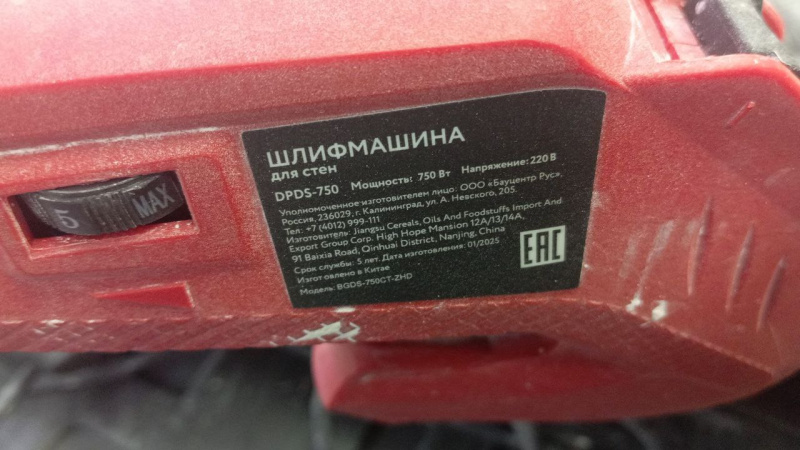 ШЛИФМАШИНА
для стен
DPDS-750 Мощность: 750 Вт Напряжение: 220 В
Уполномоченное изготовителем лицо: ООО «Бауцентр Рус»,
Россия, 236029, г. Калининград, ул. А. Невского, 205.
Тел.: +7 (4012) 999-111
Изготовитель: Jiangsu Cereals, Oils And Foodstuffs Import And
Export Group Corp. High Hope Mansion 12A/13/14A,
91 Baixia Road, Qinhuai District, Nanjing, China
Срок службы: 5 лет. Дата изготовления: 01/2025
Изготовлено в Китае
Модель: BGDS-750CT-ZHD
EAC
5 MAX